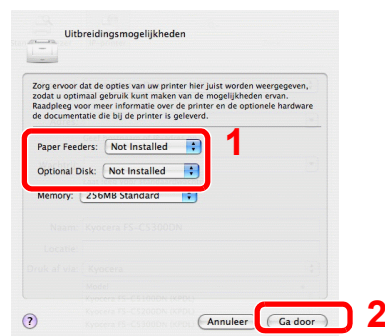 Uitbreidingsmogelijkheden
Zorg ervoor dat de opties van uw printer hier juist worden weergegeven,
zodat u optimaal gebruik kunt maken van de mogelijkheden ervan.
Raadpleeg voor meer informatie over de printer en de optionele hardware
de documentatie die bij de printer is geleverd.
Paper Feeders: Not Installed
1
Optional Disk: Not Installed
Memory: 256MB Standard
Naam: Kyocera FS-C5300DN
Locatie:
Druk af via: Kyocera
? Annuleer Ga door 2